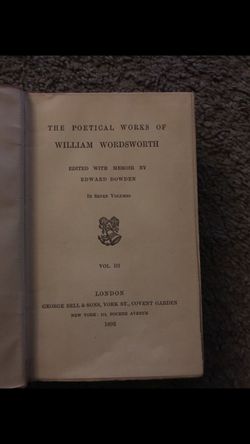 THE POETICAL WORKS OF
WILLIAM WORDSWORTH
EDITED WITH MEMOIR BY
EDWARD DOWDEN
IN SEVEN VOLUMES
VOL. III
LONDON
GEORGE BELL & SONS, YORK ST., COVENT GARDEN
NEW YORK: 112, FOURTH AVENUE
1892